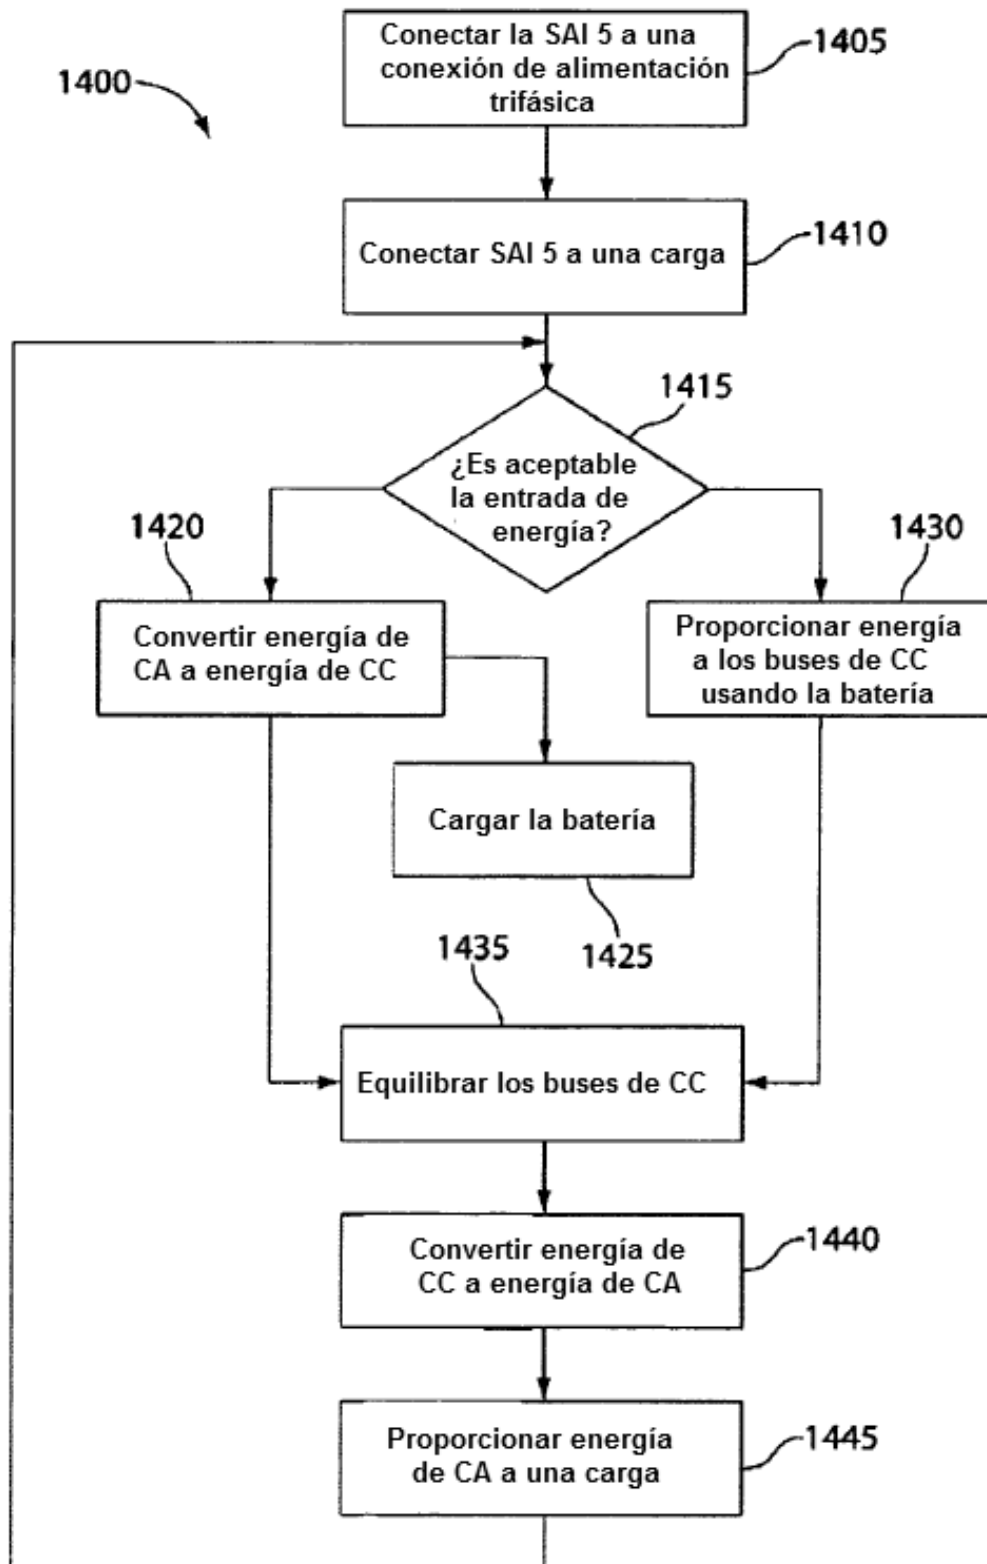 Conectar la SAI 5 a una
conexión de alimentación
trifásica
1405
1400
Conectar SAI 5 a una carga
1410
1415
¿Es aceptable
la entrada de
energía?
1420
1430
Convertir energía de
CA a energía de CC
Proporcionar energía
a los buses de CC
usando la batería
Cargar la batería
1425
1435
Equilibrar los buses de CC
Convertir energía de
CC a energía de CA
1440
Proporcionar energía
de CA a una carga
1445